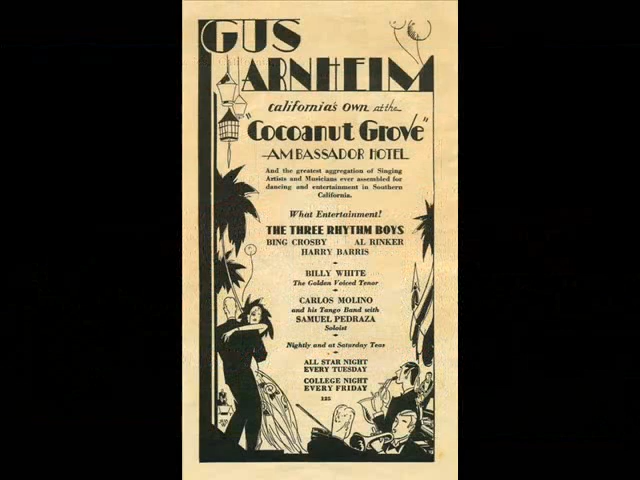 GUS
ARNHEIM
California's Own at the
"Cocoanut Grove"
AMBASSADOR HOTEL
And the greatest aggregation of Singing
Artists and Musicians ever assembled for
dancing and entertainment in Southern
California.
What Entertainment!
THE THREE RHYTHM BOYS
BING CROSBY AL RINKER
HARRY BARRIS
BILLY WHITE
The Golden Voiced Tenor
CARLOS MOLINO
and his Tango Band with
SAMUEL PEDRAZA
Soloist
Nightly and at Saturday Teas
ALL STAR NIGHT
EVERY TUESDAY
COLLEGE NIGHT
EVERY FRIDAY
125